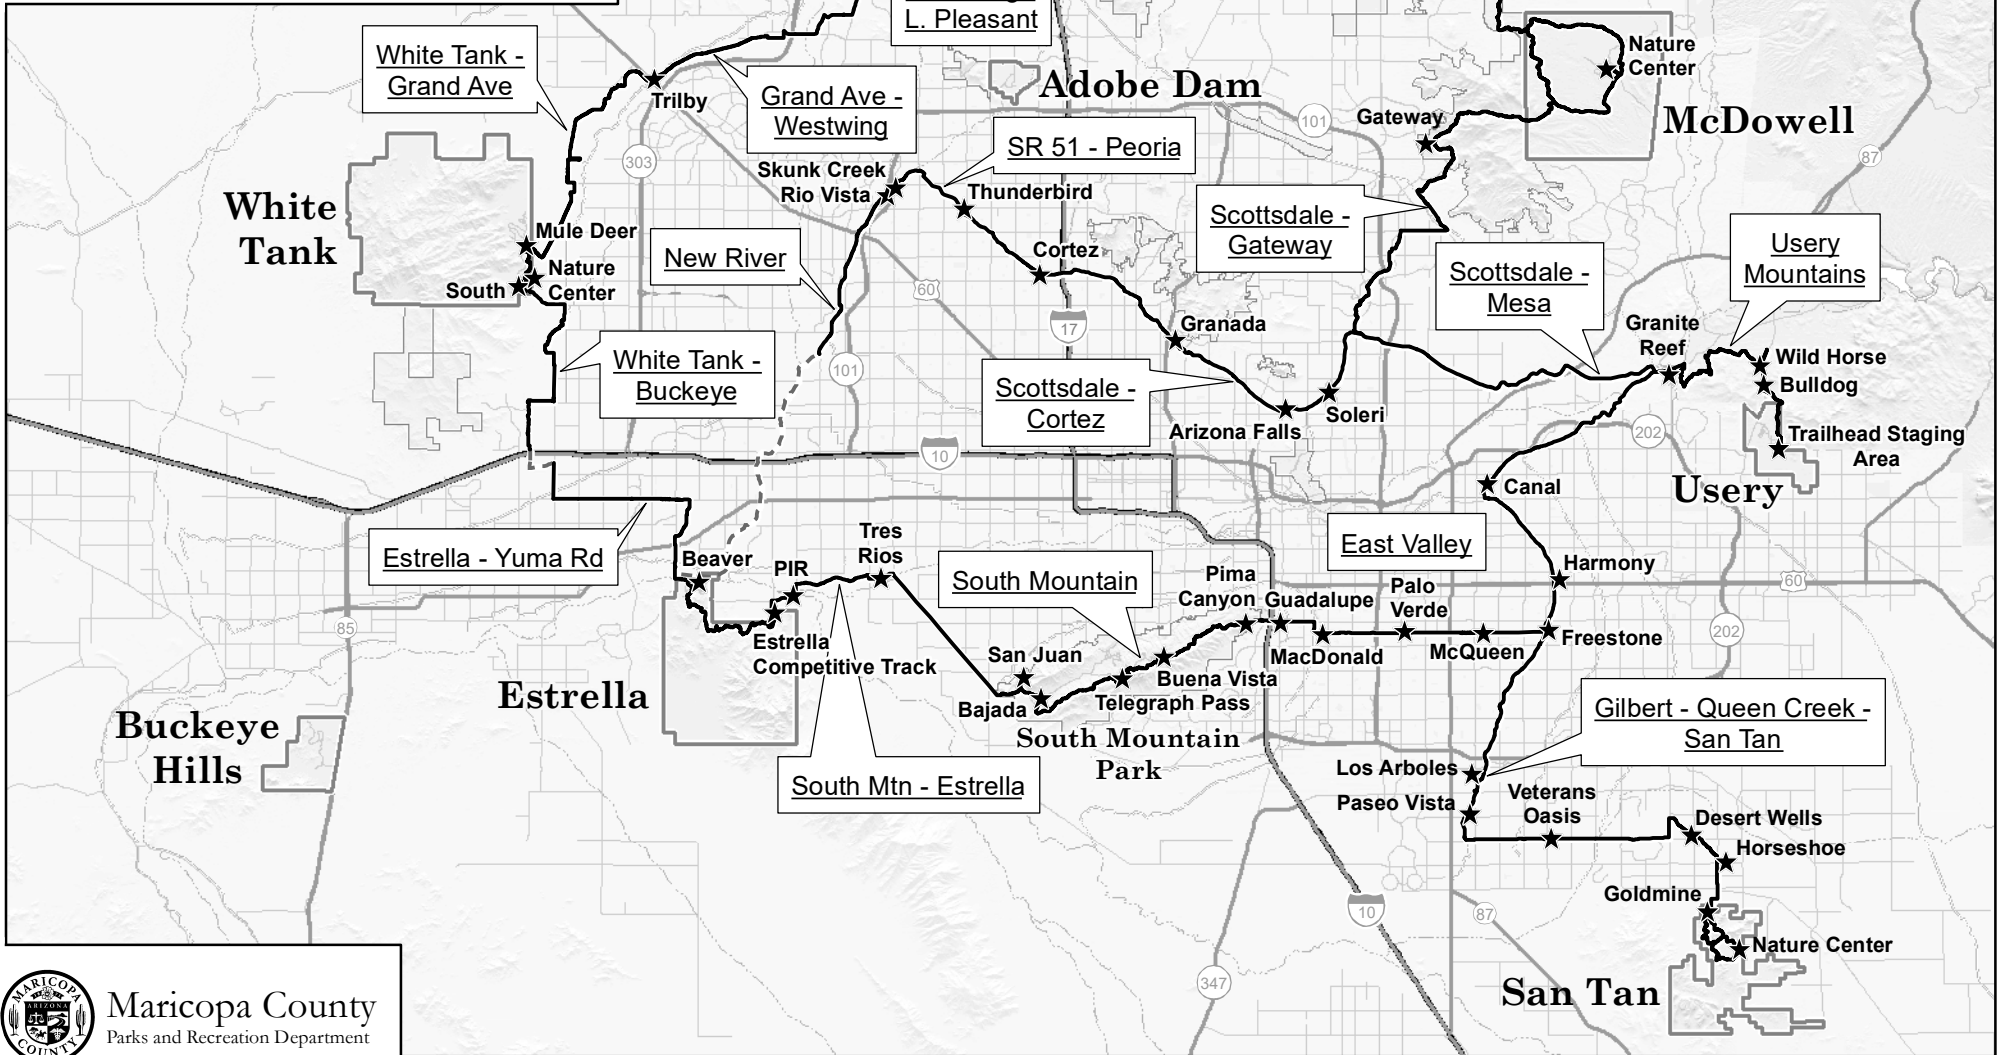 L. Pleasant
White Tank -
Grand Ave
Trilby
Grand Ave -
Westwing
Adobe Dam
Nature
Center
McDowell
Gateway
101
87
303
SR 51 - Peoria
Skunk Creek
Rio Vista
Thunderbird
White
Tank
Mule Deer
Nature
Center
South
New River
Cortez
60
17
Scottsdale -
Gateway
Scottsdale -
Mesa
Usery
Mountains
Granada
Granite
Reef
Wild Horse
Bulldog
White Tank -
Buckeye
101
Scottsdale -
Cortez
Soleri
Arizona Falls
202
Trailhead Staging
Area
10
Canal
Usery
Estrella - Yuma Rd
Beaver
PIR
Tres
Rios
South Mountain
East Valley
Harmony
60
Pima
Canyon
Guadalupe
Palo
Verde
85
Estrella
Competitive Track
San Juan
MacDonald
McQueen
Freestone
202
Buena Vista
Telegraph Pass
Bajada
Estrella
Buckeye
Hills
South Mountain
Park
Gilbert - Queen Creek -
San Tan
South Mtn - Estrella
Los Arboles
Paseo Vista
Veterans
Oasis
Desert Wells
Horseshoe
Goldmine
10
87
Nature Center
347
San Tan
MARICOPA
ARIZONA
COUNTY
Maricopa County
Parks and Recreation Department